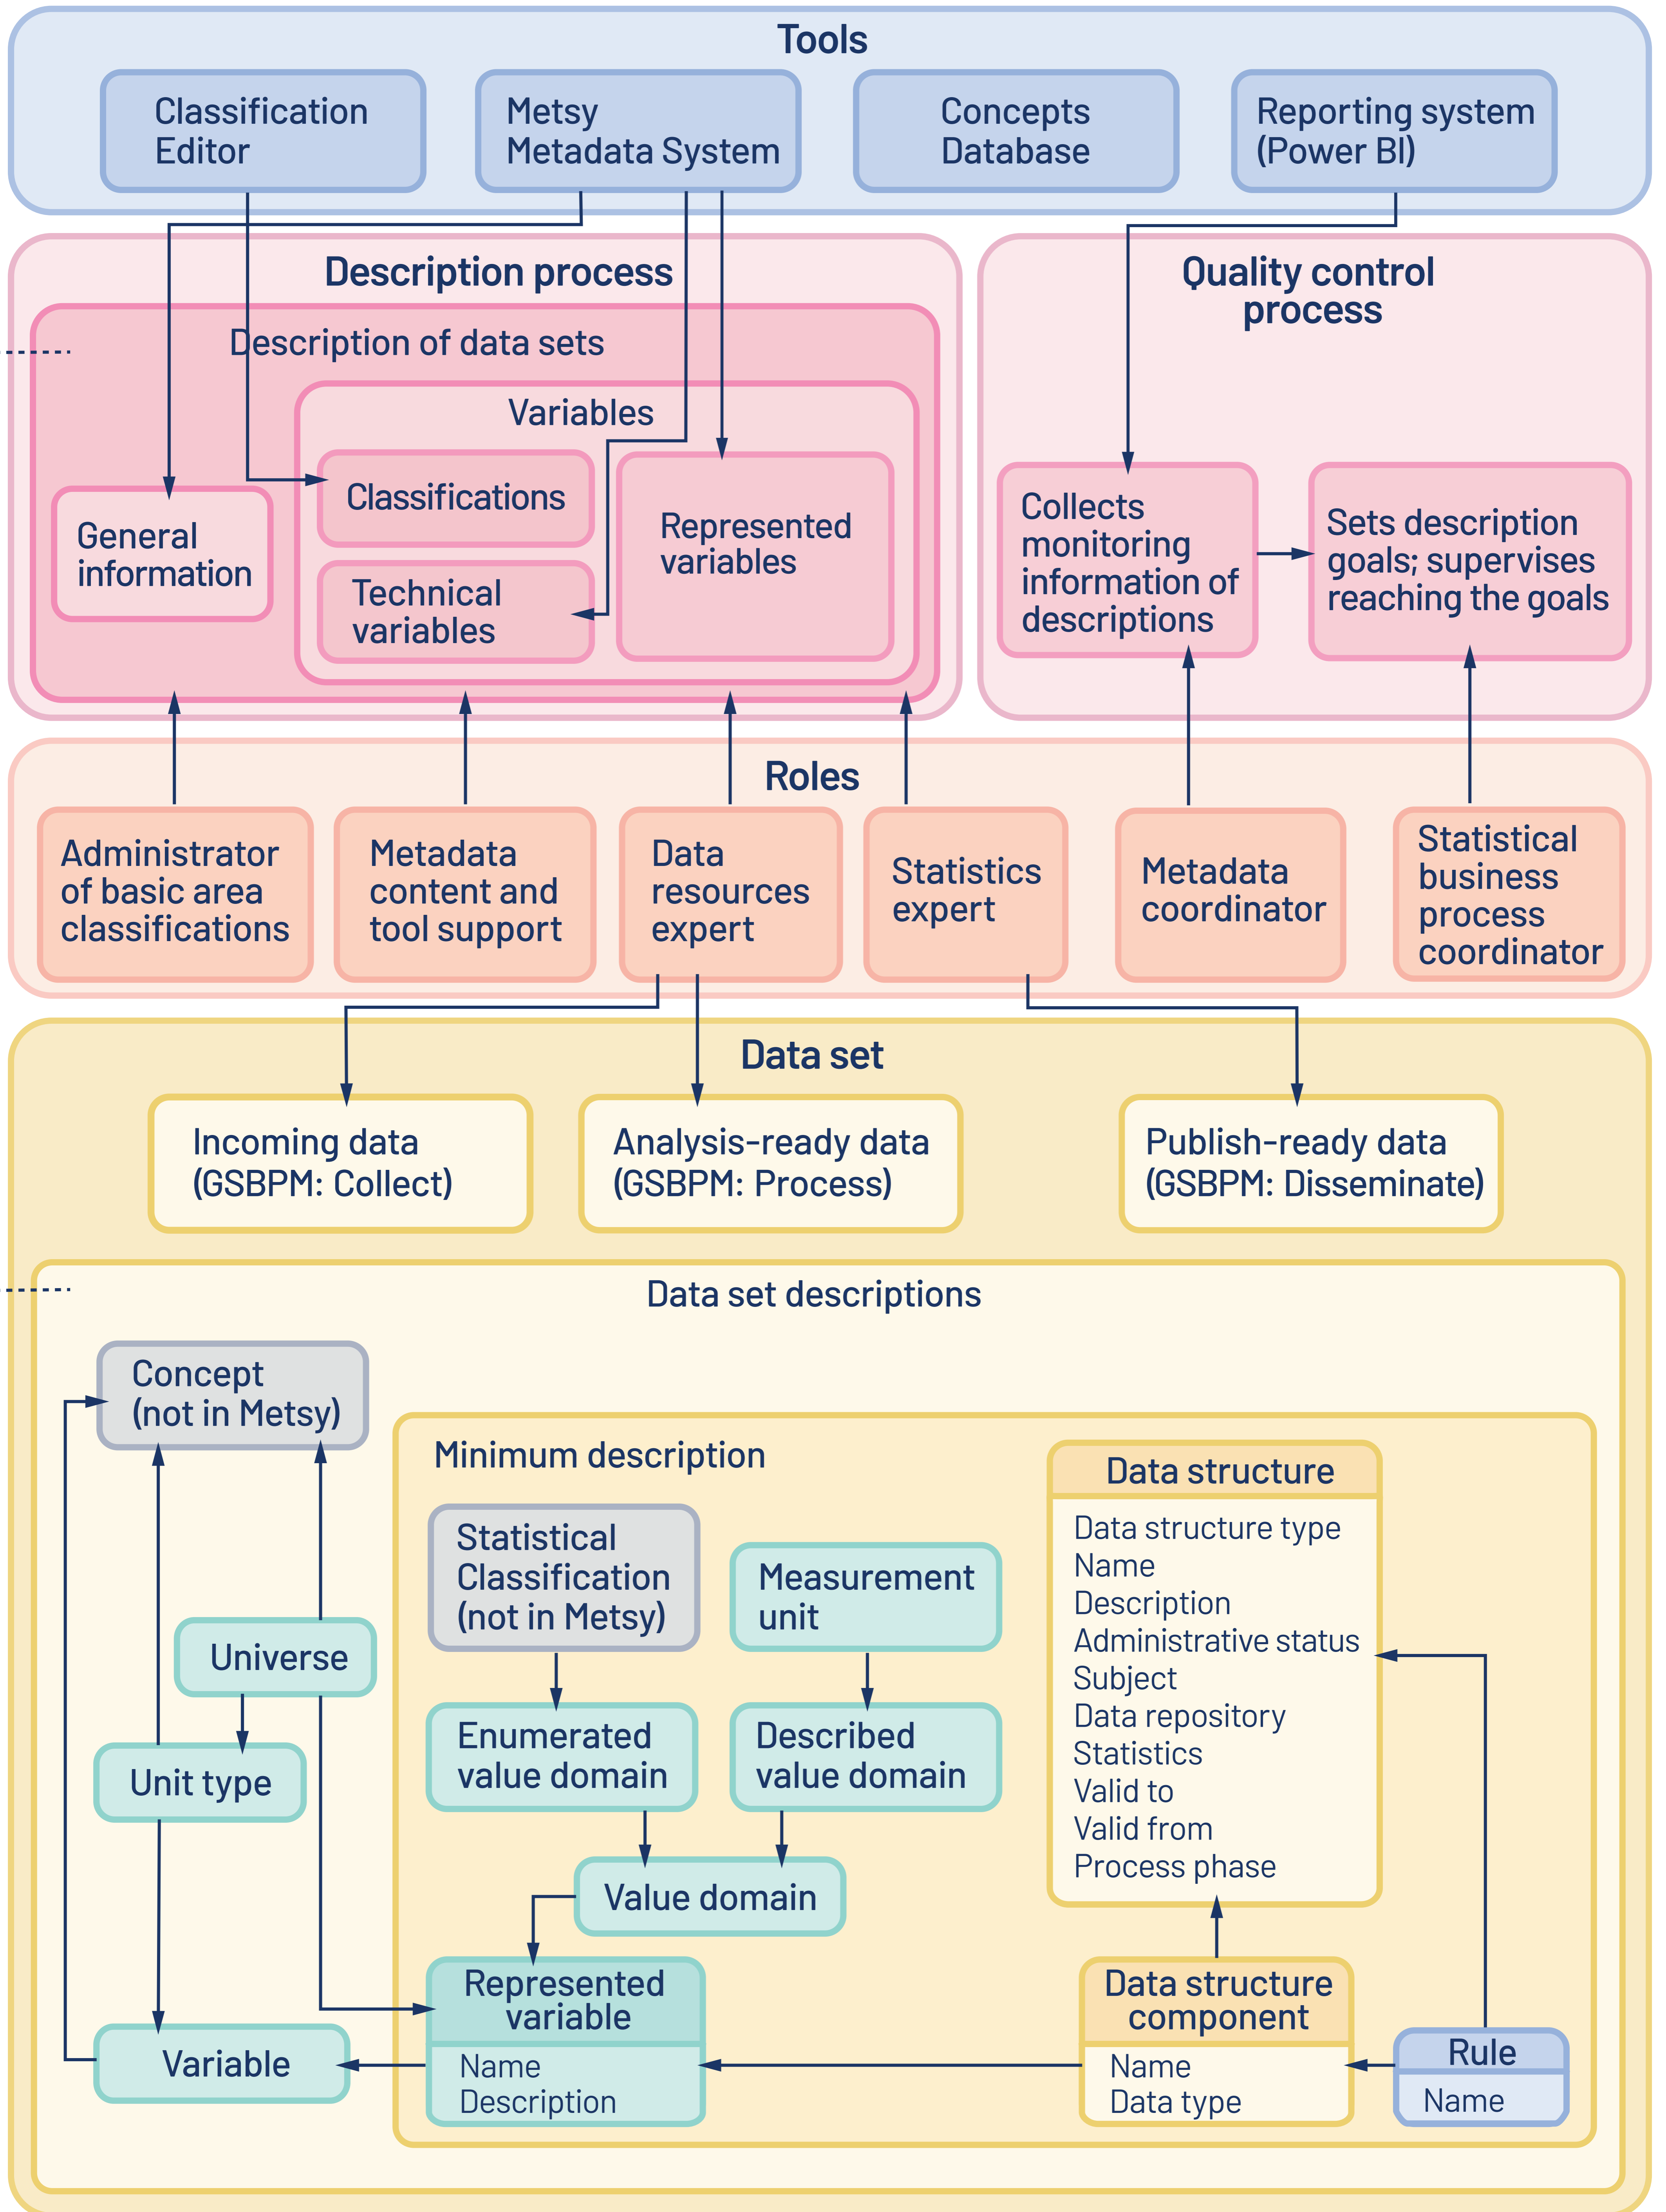 Tools
Classification
Editor
Metsy
Metadata System
Concepts
Database
Reporting system
(Power BI)
Description process
Description of data sets
Variables
General
information
Classifications
Technical
variables
Represented
variables
Quality control
process
Collects
monitoring
information of
descriptions
Sets description
goals; supervises
reaching the goals
Roles
Administrator
of basic area
classifications
Metadata
content and
tool support
Data
resources
expert
Statistics
expert
Metadata
coordinator
Statistical
business
process
coordinator
Data set
Incoming data
(GSBPM: Collect)
Analysis-ready data
(GSBPM: Process)
Publish-ready data
(GSBPM: Disseminate)
Data set descriptions
Concept
(not in Metsy)
Universe
Unit type
Variable
Minimum description
Statistical
Classification
(not in Metsy)
Measurement
unit
Enumerated
value domain
Described
value domain
Value domain
Represented
variable
Name
Description
Data structure
Data structure type
Name
Description
Administrative status
Subject
Data repository
Statistics
Valid to
Valid from
Process phase
Data structure
component
Name
Data type
Rule
Name